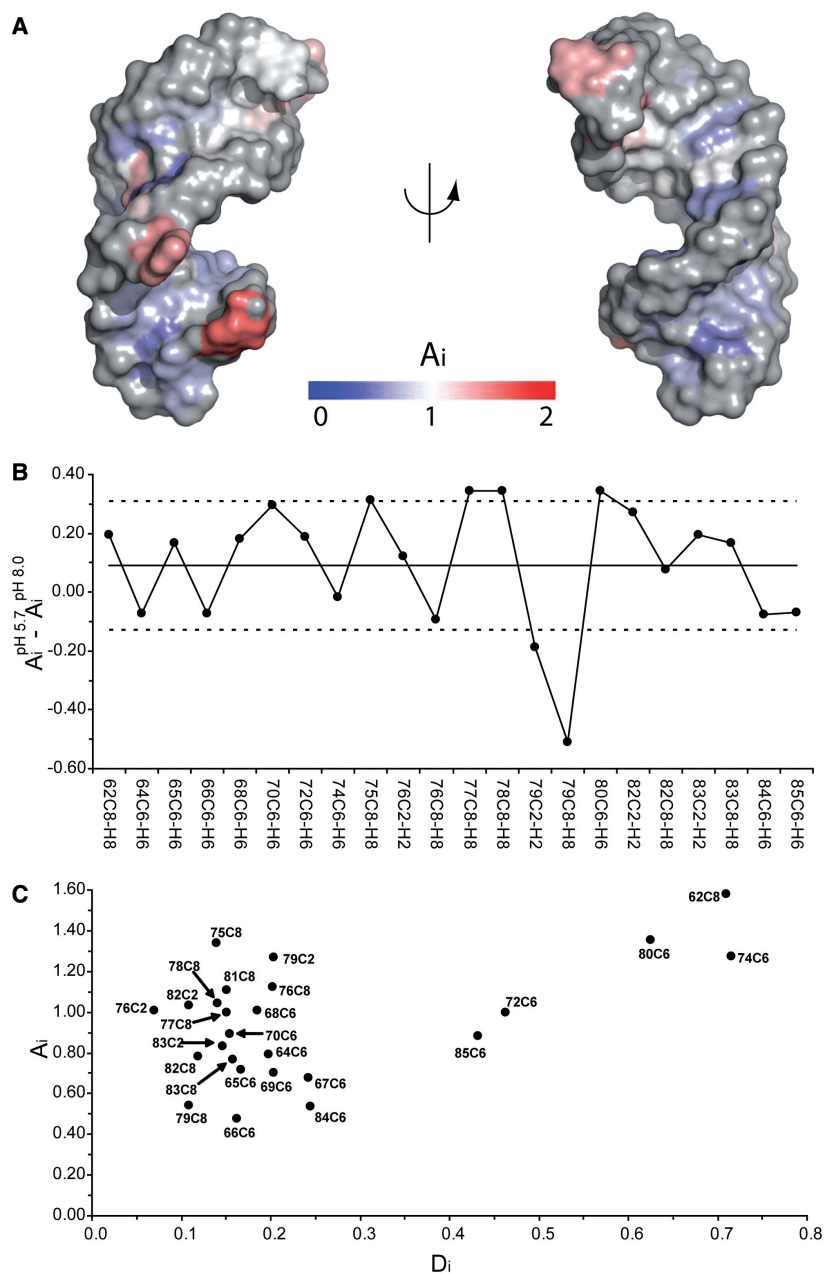 A
Ai
0 1 2
B
0.40
0.20
0.00
-0.20
-0.40
-0.60
Ai pH 5.7 - Ai pH 8.0
62C8-H8
64C6-H6
65C6-H6
66C6-H6
68C6-H6
70C6-H6
72C6-H6
74C6-H6
75C8-H8
76C2-H2
76C8-H8
77C8-H8
78C8-H8
79C2-H2
79C8-H8
80C6-H6
82C2-H2
82C8-H8
83C2-H2
83C8-H8
84C6-H6
85C6-H6
C
1.60
1.40
1.20
1.00
0.80
0.60
0.40
0.20
0.00
Ai
62C8
80C6
74C6
75C8
79C2
78C8
81C8
76C8
82C2
76C2
68C6
72C6
77C8
70C6
83C2
85C6
64C6
82C8
83C8
65C6
69C6
67C6
79C8
66C6
84C6
0.0 0.1 0.2 0.3 0.4 0.5 0.6 0.7 0.8
Di